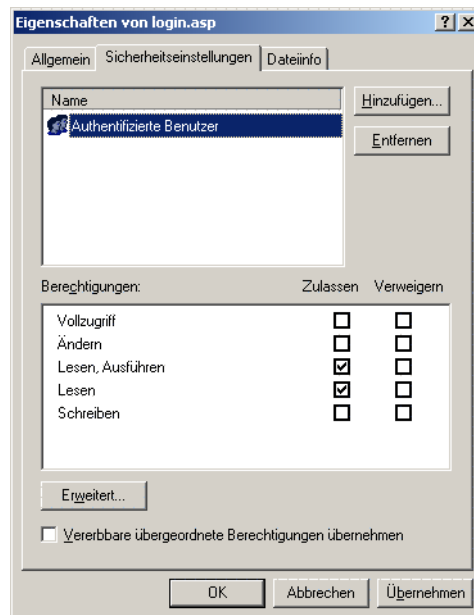 Eigenschaften von login.asp
Allgemein Sicherheitseinstellungen Dateiinfo
Name
Hinzufügen...
Authentifizierte Benutzer
Entfernen
Berechtigungen: Zulassen Verweigern
Vollzugriff
Ändern
Lesen, Ausführen
Lesen
Schreiben
Erweitert...
Vererbbare übergeordnete Berechtigungen übernehmen
OK Abbrechen Übernehmen